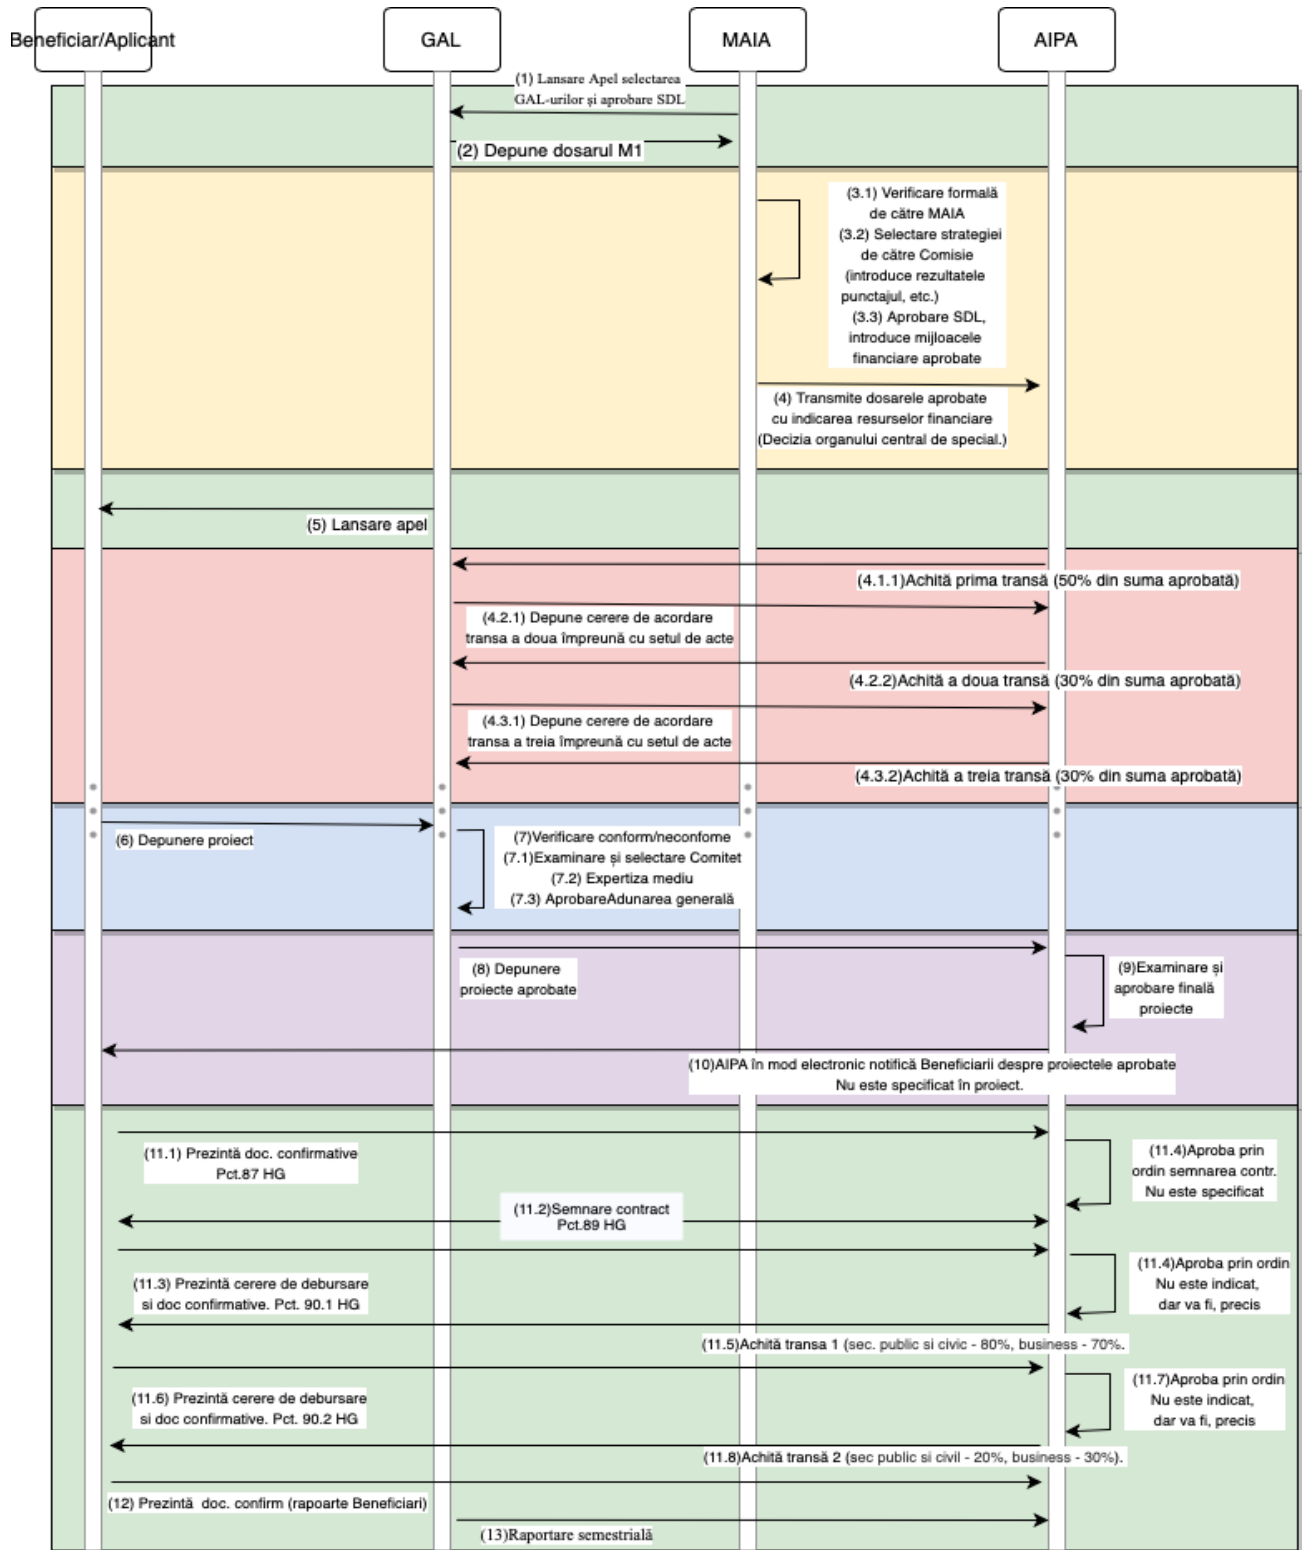 Beneficiar/Aplicant
GAL
MAIA
AIPA
(1) Lansare Apel selectarea
GAL-urilor și aprobare SDL
(2) Depune dosarul M1
(3.1) Verificare formală
de către MAIA
(3.2) Selectare strategiei
de către Comisie
(introduce rezultatele
punctajul, etc.)
(3.3) Aprobare SDL,
introduce mijloacele
financiare aprobate
(4) Transmite dosarele aprobate
cu indicarea resurselor financiare
(Decizia organului central de special.)
(5) Lansare apel
(4.1.1)Achită prima transă (50% din suma aprobată)
(4.2.1) Depune cerere de acordare
transa a doua împreună cu setul de acte
(4.2.2)Achită a doua transă (30% din suma aprobată)
(4.3.1) Depune cerere de acordare
transa a treia împreună cu setul de acte
(4.3.2)Achită a treia transă (30% din suma aprobată)
(6) Depunere proiect
(7)Verificare conform/neconfome
(7.1)Examinare și selectare Comitet
(7.2) Expertiza mediu
(7.3) AprobareAdunarea generală
(8) Depunere
proiecte aprobate
(9)Examinare și
aprobare finală
proiecte
(10)AIPA în mod electronic notifică Beneficiarii despre proiectele aprobate
Nu este specificat în proiect.
(11.1) Prezintă doc. confirmative
Pct.87 HG
(11.4)Aproba prin
ordin semnarea contr.
Nu este specificat
(11.2)Semnare contract
Pct.89 HG
(11.3) Prezintă cerere de debursare
si doc confirmative. Pct. 90.1 HG
(11.4)Aproba prin ordin
Nu este indicat,
dar va fi, precis
(11.5)Achită transa 1 (sec. public si civic - 80%, business - 70%.
(11.6) Prezintă cerere de debursare
si doc confirmative. Pct. 90.2 HG
(11.7)Aproba prin ordin
Nu este indicat,
dar va fi, precis
(11.8)Achită transă 2 (sec public si civil - 20%, business - 30%).
(12) Prezintă doc. confirm (rapoarte Beneficiari)
(13)Raportare semestrială